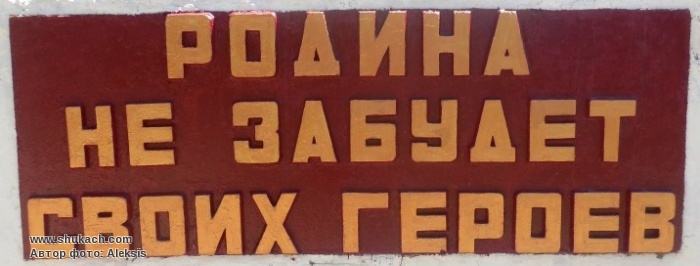 РОДИНА
НЕ ЗАБУДЕТ
СВОИХ ГЕРОЕВ
www.shukach.com
Автор фото: Aleksis